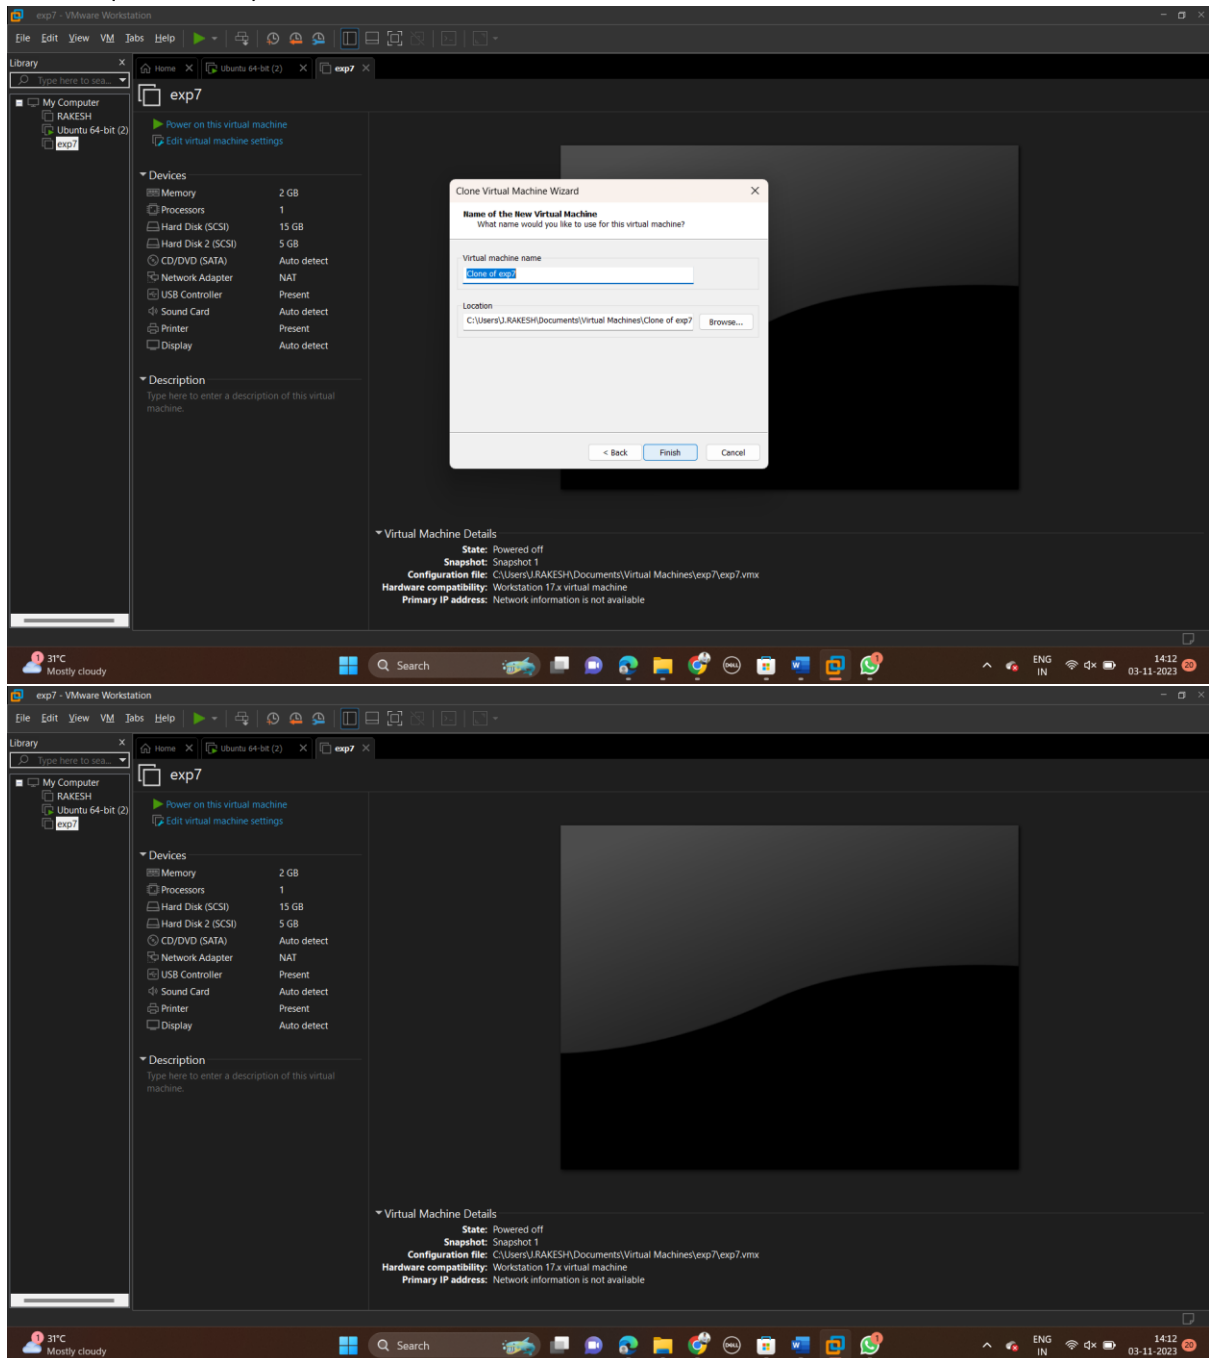 exp7 - VMware Workstation
File Edit View VM Tabs Help
Library X
Type here to sea...
Home X Ubuntu 64-bit (2) X exp7 X
My Computer
RAKESH
Ubuntu 64-bit (2)
exp7
exp7
Power on this virtual machine
Edit virtual machine settings
Devices
Memory 2 GB
Processors 1
Hard Disk (SCSI) 15 GB
Hard Disk 2 (SCSI) 5 GB
CD/DVD (SATA) Auto detect
Network Adapter NAT
USB Controller Present
Sound Card Auto detect
Printer Present
Display Auto detect
Description
Type here to enter a description of this virtual
machine.
Clone Virtual Machine Wizard
Name of the New Virtual Machine
What name would you like to use for this virtual machine?
Virtual machine name
Clone of exp7
Location
C:\Users\J.RAKESH\Documents\Virtual Machines\Clone of exp7 Browse...
< Back Finish Cancel
Virtual Machine Details
State: Powered off
Snapshot: Snapshot 1
Configuration file: C:\Users\J.RAKESH\Documents\Virtual Machines\exp7\exp7.vmx
Hardware compatibility: Workstation 17.x virtual machine
Primary IP address: Network information is not available
1 31°C
Mostly cloudy
Search
DELL
1
ENG
IN
14:12
03-11-2023
20
exp7 - VMware Workstation
File Edit View VM Tabs Help
Library X
Type here to sea...
Home X Ubuntu 64-bit (2) X exp7 X
My Computer
RAKESH
Ubuntu 64-bit (2)
exp7
exp7
Power on this virtual machine
Edit virtual machine settings
Devices
Memory 2 GB
Processors 1
Hard Disk (SCSI) 15 GB
Hard Disk 2 (SCSI) 5 GB
CD/DVD (SATA) Auto detect
Network Adapter NAT
USB Controller Present
Sound Card Auto detect
Printer Present
Display Auto detect
Description
Type here to enter a description of this virtual
machine.
Virtual Machine Details
State: Powered off
Snapshot: Snapshot 1
Configuration file: C:\Users\J.RAKESH\Documents\Virtual Machines\exp7\exp7.vmx
Hardware compatibility: Workstation 17.x virtual machine
Primary IP address: Network information is not available
1 31°C
Mostly cloudy
Search
DELL
1
ENG
IN
14:12
03-11-2023
20